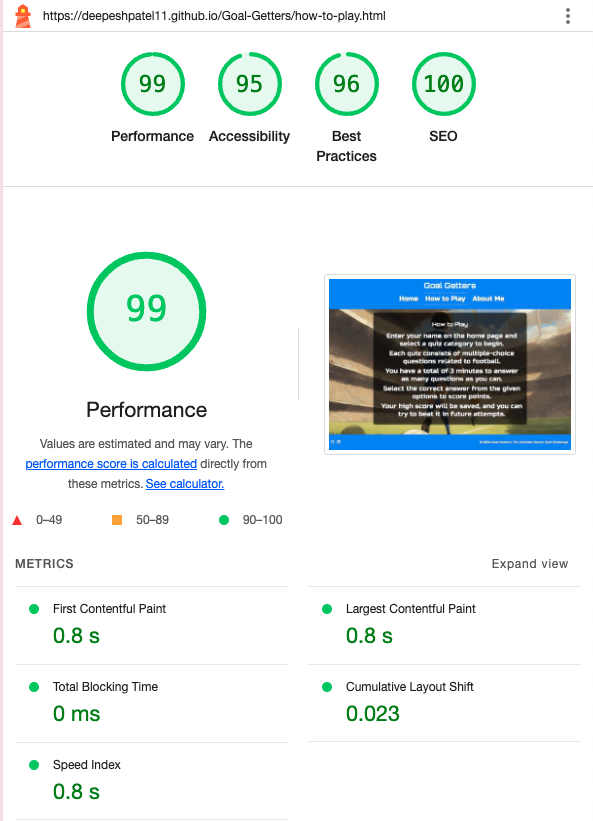 https://deepeshpatel11.github.io/Goal-Getters/how-to-play.html
99
95
96
100
Performance
Accessibility
Best
Practices
SEO
99
Performance
Values are estimated and may vary. The
performance score is calculated directly from
these metrics. See calculator.
0–49
50–89
90–100
Goal Getters
Home How to Play About Me
How to Play
Enter your name on the home page and
select a quiz category to begin.
Each quiz consists of multiple-choice
questions related to football.
You have a total of 3 minutes to answer
as many questions as you can.
Select the correct answer from the given
options to score points.
Your high score will be saved, and you can
try to beat it in future attempts.
METRICS
Expand view
First Contentful Paint
0.8 s
Largest Contentful Paint
0.8 s
Total Blocking Time
0 ms
Cumulative Layout Shift
0.023
Speed Index
0.8 s